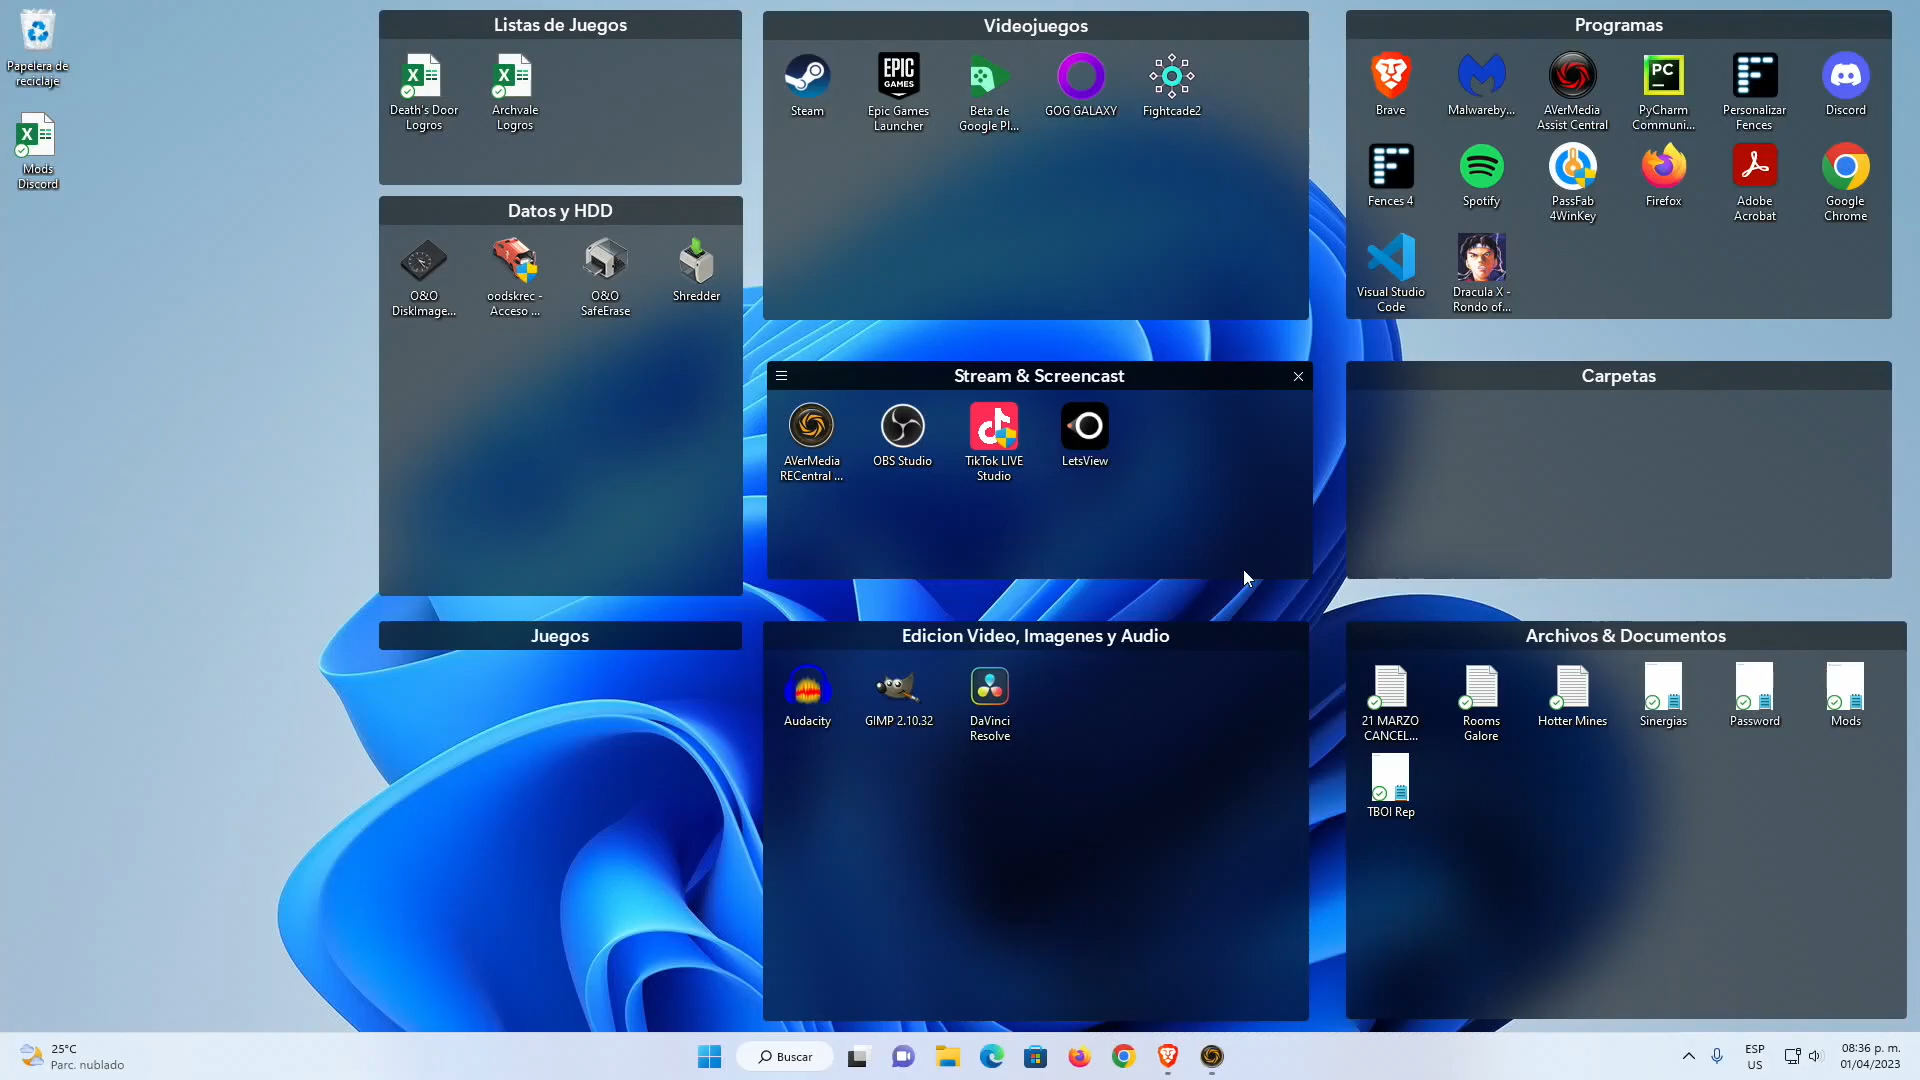 Papelera de
reciclaje
Mods
Discord
Listas de Juegos
Death's Door
Logros
Archvale
Logros
Datos y HDD
O&O
DiskImage...
oodskrec -
Acceso ...
O&O
SafeErase
Shredder
Juegos
Videojuegos
Steam
EPIC
GAMES
Epic Games
Launcher
Beta de
Google Pl...
GOG GALAXY
Fightcade2
Stream & Screencast
AVerMedia
RECentral ...
OBS Studio
TikTok LIVE
Studio
LetsView
Edicion Video, Imagenes y Audio
Audacity
GIMP 2.10.32
DaVinci
Resolve
Programas
Brave
Malwareby...
AVerMedia
Assist Central
PC
PyCharm
Communi...
Personalizar
Fences
Discord
Fences 4
Spotify
PassFab
4WinKey
Firefox
Adobe
Acrobat
Google
Chrome
Visual Studio
Code
Dracula X -
Rondo of...
Carpetas
Archivos & Documentos
21 MARZO
CANCEL...
Rooms
Galore
Hotter Mines
Sinergias
Password
Mods
TBOI Rep
25°C
Parc. nublado
Buscar
ESP
US
08:36 p. m.
01/04/2023